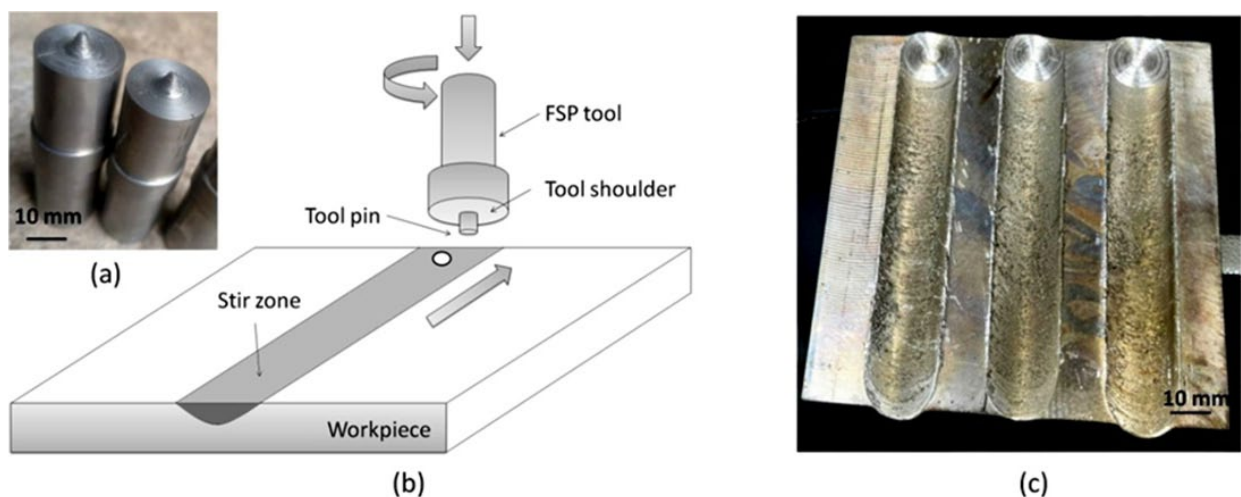 10 mm
(a)
FSP tool
Tool shoulder
Tool pin
Stir zone
Workpiece
(b)
10 mm
(c)